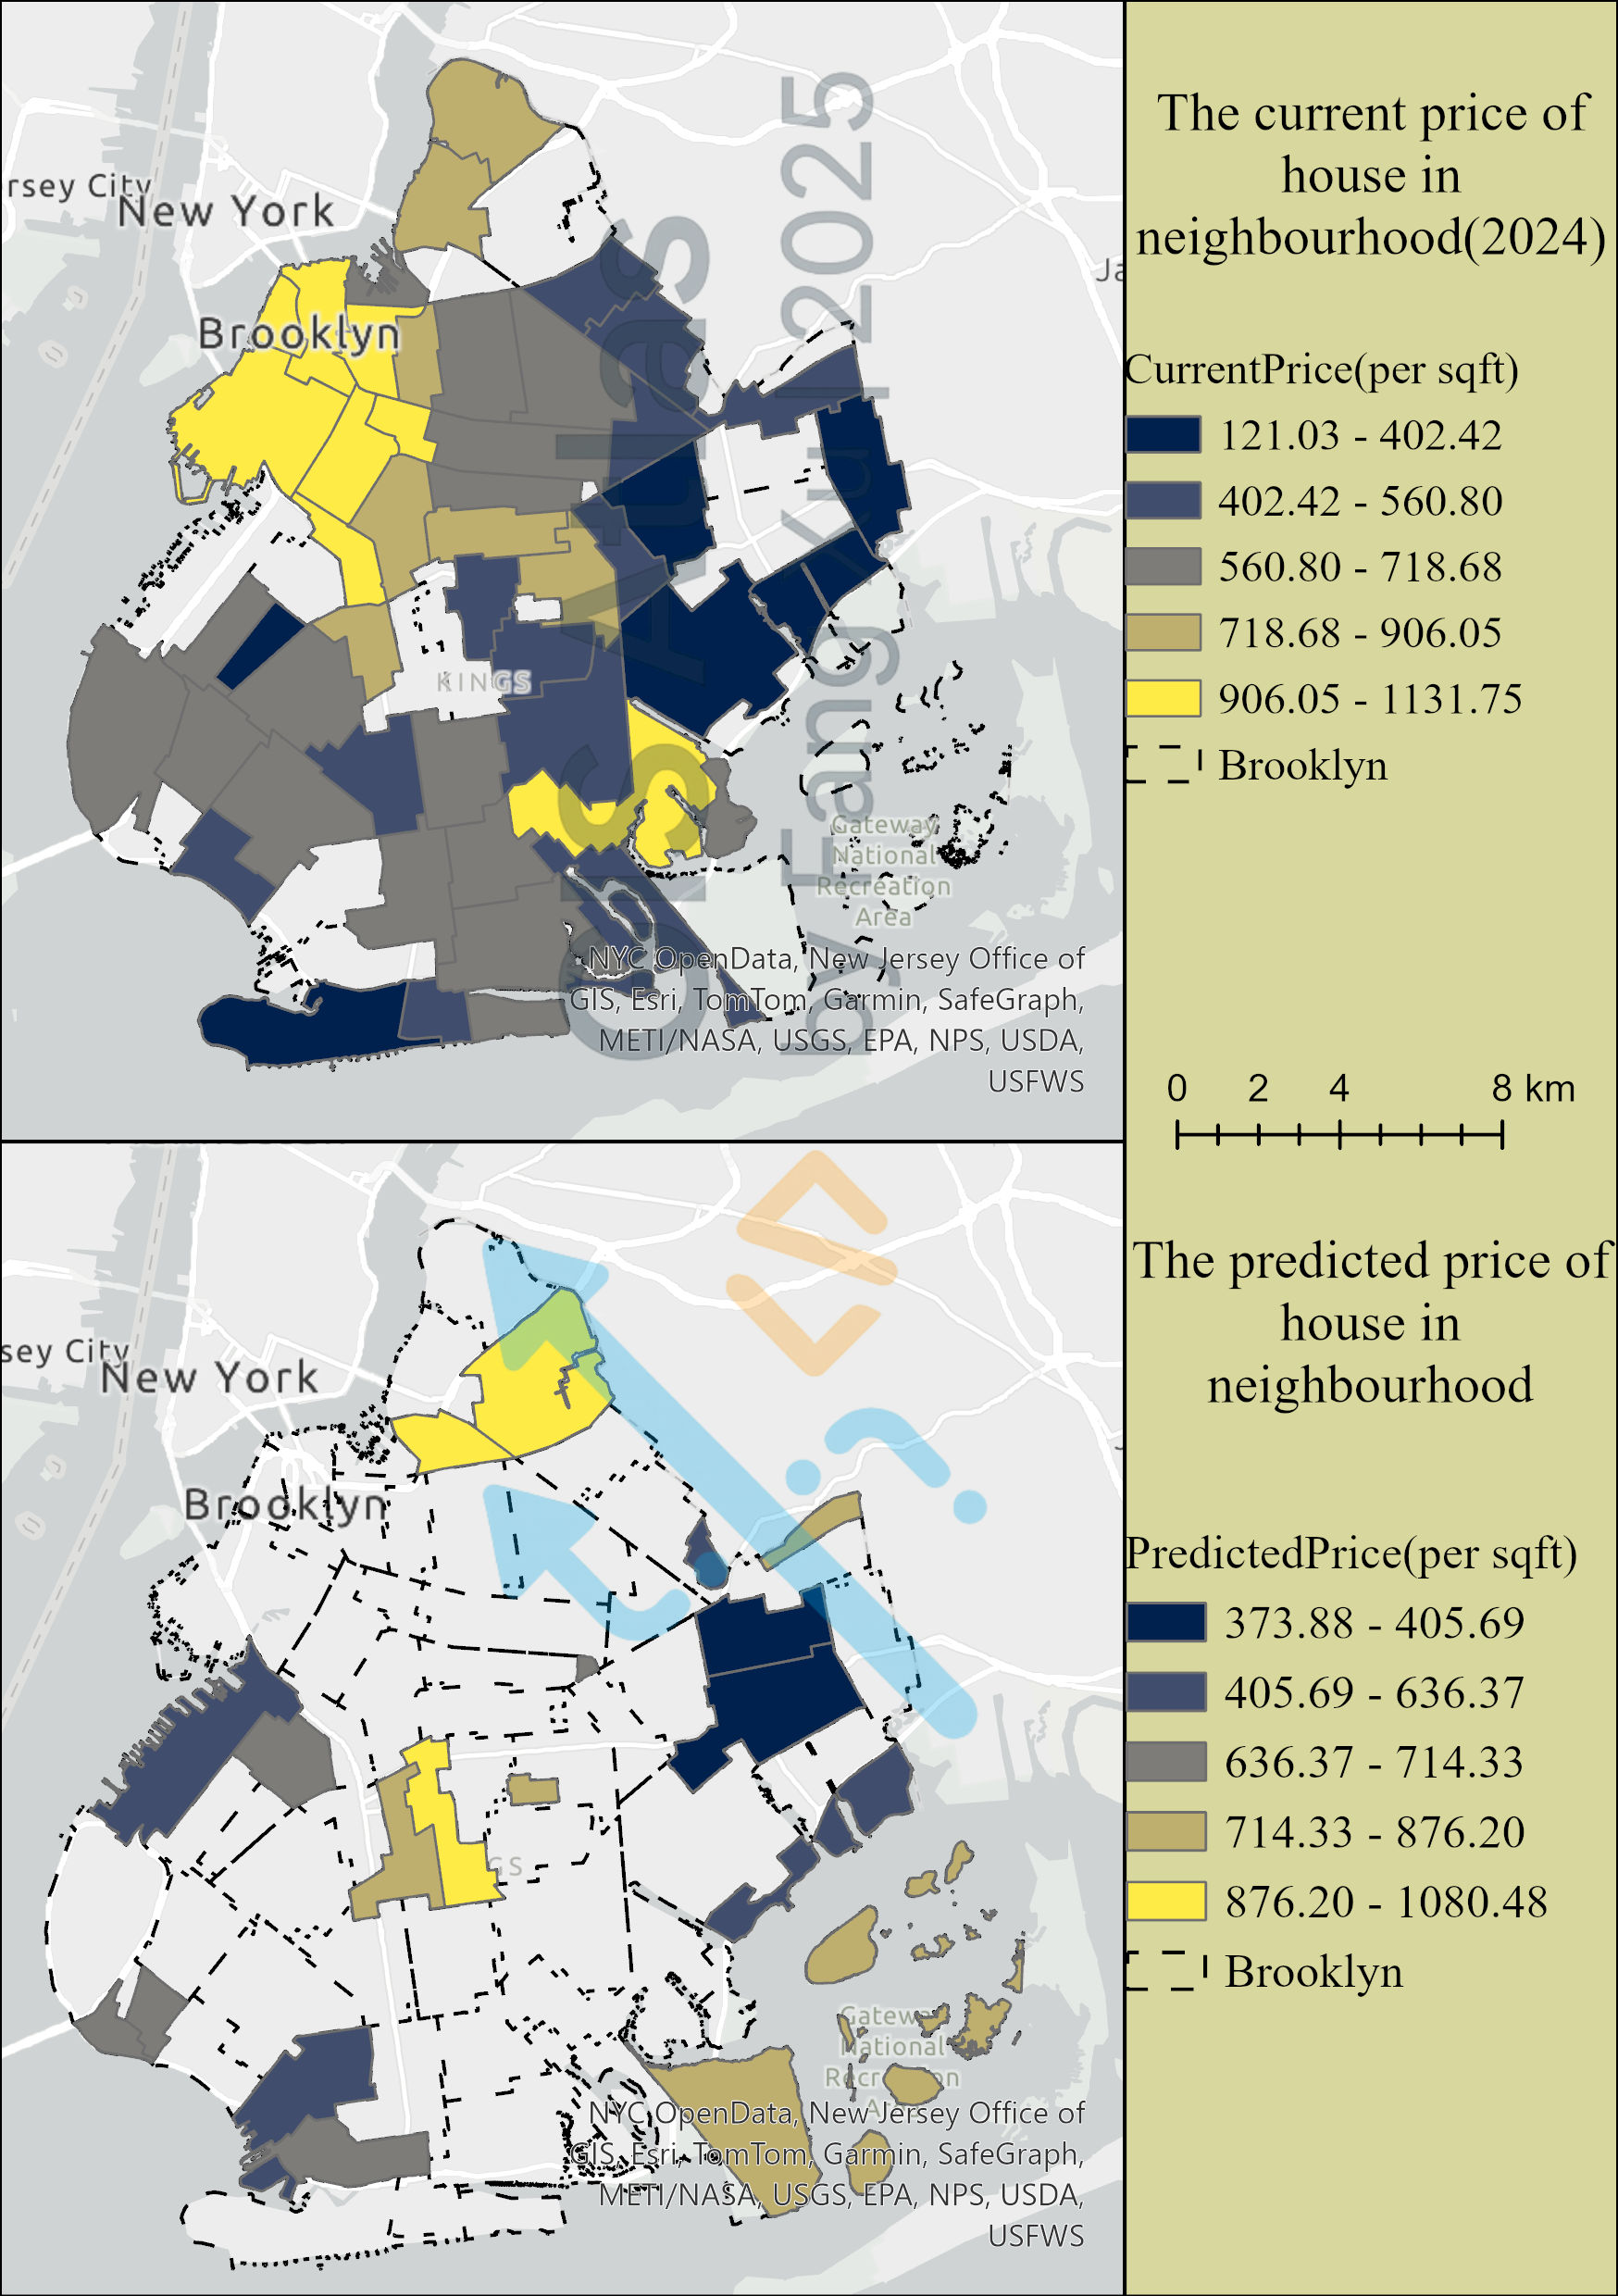 The current price of
house in
neighbourhood(2024)
CurrentPrice(per sqft)
121.03 - 402.42
402.42 - 560.80
560.80 - 718.68
718.68 - 906.05
906.05 - 1131.75
Brooklyn
0 2 4 8 km
rsey City
New York
Brooklyn
Ja
KINGS
Gateway
National
Recreation
Area
GIS Atlas
by Fang Xu | 2025
NYC OpenData, New Jersey Office of
GIS, Esri, TomTom, Garmin, SafeGraph,
METI/NASA, USGS, EPA, NPS, USDA,
USFWS
The predicted price of
house in
neighbourhood
PredictedPrice(per sqft)
373.88 - 405.69
405.69 - 636.37
636.37 - 714.33
714.33 - 876.20
876.20 - 1080.48
Brooklyn
sey City
New York
Brooklyn
GS
National
NYC OpenData, New Jersey Office of
GIS, Esri, TomTom, Garmin, SafeGraph,
METI/NASA, USGS, EPA, NPS, USDA,
USFWS